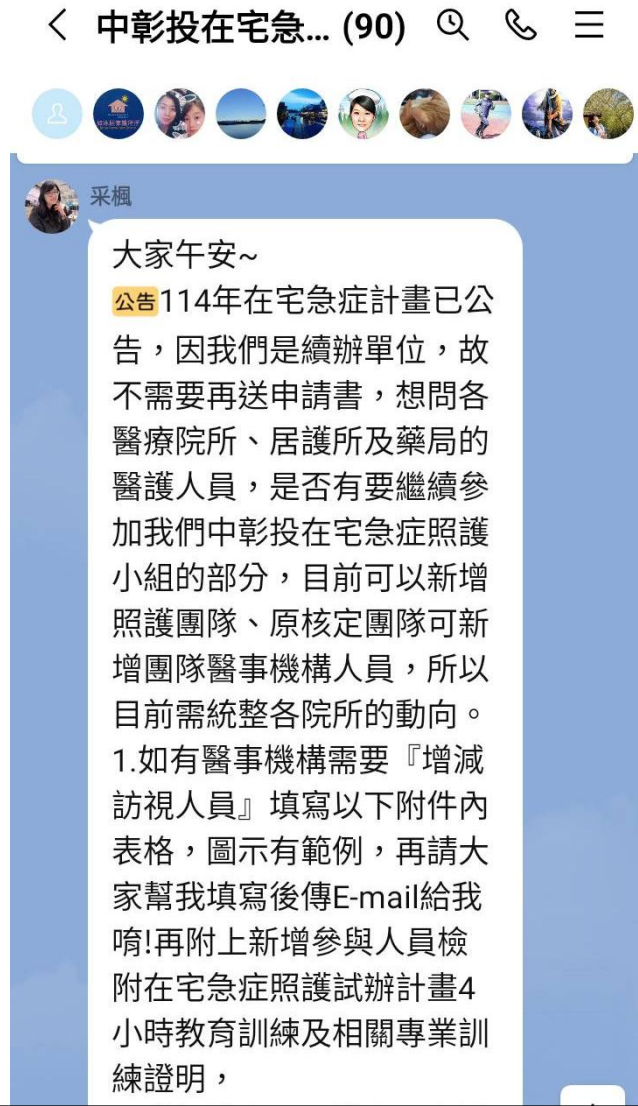 中彰投在宅急... (90)
采楓
大家午安~
公告114年在宅急症計畫已公
告，因我們是續辦單位，故
不需要再送申請書，想問各
醫療院所、居護所及藥局的
醫護人員，是否有要繼續參
加我們中彰投在宅急症照護
小組的部分，目前可以新增
照護團隊、原核定團隊可新
增團隊醫事機構人員，所以
目前需統整各院所的動向。
1.如有醫事機構需要『增減
訪視人員』填寫以下附件內
表格，圖示有範例，再請大
家幫我填寫後傳E-mail給我
唷!再附上新增參與人員檢
附在宅急症照護試辦計畫4
小時教育訓練及相關專業訓
練證明，